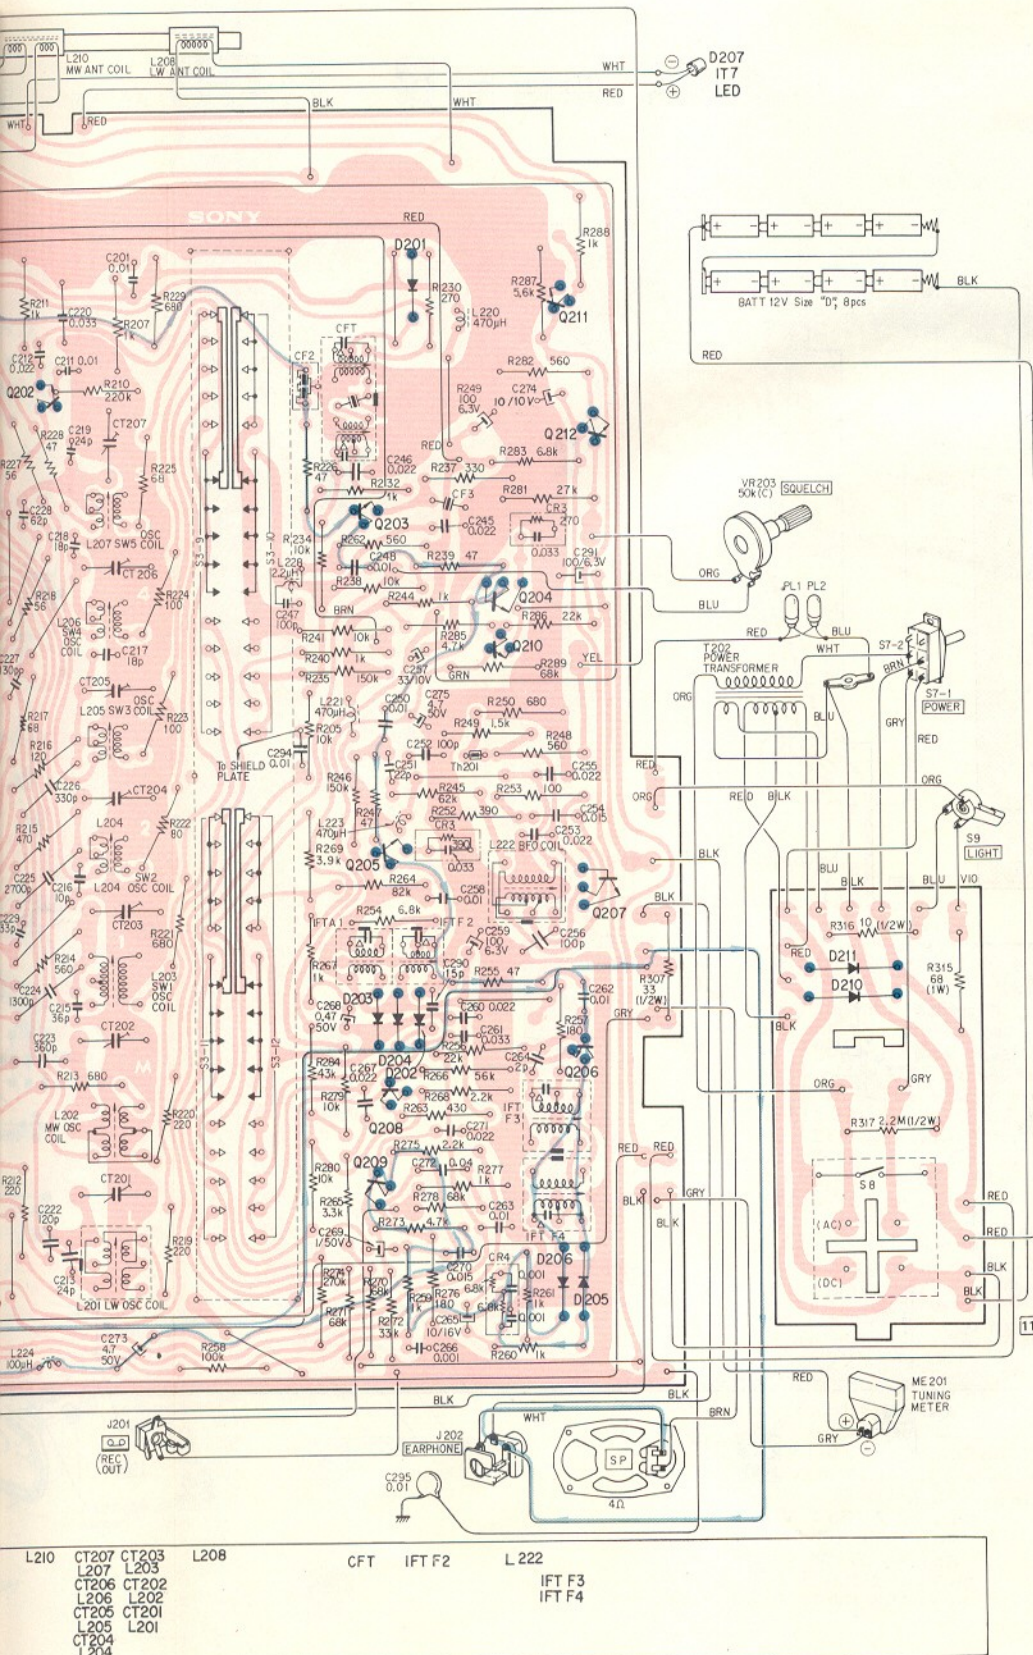 L210
MW ANT COIL
L208
LW ANT COIL
WHT
RED
BLK
WHT
WHT
RED
⊖
⊕
D207
IT7
LED
SONY
RED
D201
R288
1k
C201
0.01
R229
680
R211
1k
C220
0.033
R207
1k
R230
270
L220
470μH
R287
5.6k
Q211
BATT 12V Size "D", 8pcs
BLK
RED
C212
0.022
C211 0.01
CFT
CF2
R282 560
Q202
R210
220k
R249
100
6.3V
C274
10/10V
CT207
R228
47
C219
24p
RED
Q212
R227
56
R225
68
R226
47
C246
0.022
R237 330
R283 6.8k
R232
1k
CF3
R281 27k
VR203
50k(C)
SQUELCH
C228
62p
L207 SW5
OSC
COIL
Q203
C245
0.022
CR3
270
0.033
C218
18p
S3-9
S3-10
R234
10k
R262 560
C248
0.01
R239 47
C291
100/6.3V
ORG
CT206
L228
2.2μH
R238 10k
R218
56
R224
100
C247
100p
BRN
R244 1k
Q204
BLU
PL1 PL2
L206
SW4
OSC
COIL
R286 22k
R241 10k
R285
4.7k
Q210
RED
BLU
WHT
C217
18p
R240 1k
C257
33/10V
GRN
R289
68k
YEL
T202
POWER
TRANSFORMER
S7-2
BRN
C227
130p
R235 150k
CT205
ORG
S7-1
POWER
L205 SW3
OSC
COIL
R223
100
L221
470μH
C250
0.01
C275
4.7
50V
R250 680
BLU
GRY
RED
R217
68
R205
10k
R249 1.5k
R216
120
C294
0.01
C252 100p
R248
560
To SHIELD
PLATE
C251
22p
Th201
C255
0.022
RED
C226
330p
CT204
R246
150k
R245
62k
R253 100
ORG
RED
BLK
ORG
R247
47
R252 390
C254
0.015
R215
470
L204
R222
80
L223
470μH
CR3
390
0.033
C253
0.022
S9
LIGHT
R269
3.9k
Q205
L222 BFO COIL
BLK
C225
2700p
C216
10p
L204
SW2
OSC COIL
R264
82k
C258
0.01
Q207
BLU
BLK
BLU
VIO
BLK
C229
33p
CT203
R254 6.8k
IFT A1
IFT F2
R221
680
C259
100
6.3V
C256
100p
R316 10 (1/2W)
R214
560
RED
D211
C224
1300p
L203
SW1
OSC
COIL
R267
1k
C290
15p
R255 47
D210
R315
68
(1W)
C215
36p
D203
C262
0.01
R307
33
(1/2W)
C268
0.47
50V
C260 0.022
GRY
BLK
CT202
C261
0.033
R257
180
C223
360p
S3-11
S3-12
D204
R256
22k
C264
2p
Q206
R213 680
R284
43k
C267
0.022
D202
R266 56k
ORG
GRY
R279
10k
R268 2.2k
R263 430
IFT
F3
L202
MW OSC
COIL
R220
220
Q208
C271
0.022
R317 2.2M(1/2W)
R275 2.2k
RED
RED
CT201
R280
10k
Q209
C272 0.04
R277
1k
S8
R212
220
R278 68k
GRY
RED
R265
3.3k
C263
0.01
BLK
C222
120p
R273 4.7k
BLK
(AC)
R219
220
C269
1/50V
IFT F4
RED
C213
24p
D206
R274
270k
R270
68k
C270
0.015
CR4
0.001
(DC)
BLK
L201 LW OSC COIL
R259
1k
R276
180
6.8k
R261
1k
D205
R271
68k
R272
33k
6.8k
0.001
BLK
C265
10/16V
11
C273
4.7
50V
R258
100k
C266
0.001
R260 1k
L224
100μH
BLK
BLK
RED
ME201
TUNING
METER
J201
WHT
BRN
⊕
(REC
OUT)
J202
EARPHONE
SP
GRY
⊖
C295
0.01
4Ω
L210 CT207 CT203 L208 CFT IFT F2 L222
L207 L203
CT206 CT202 IFT F3
L206 L202 IFT F4
CT205 CT201
L205 L201
CT204
L204